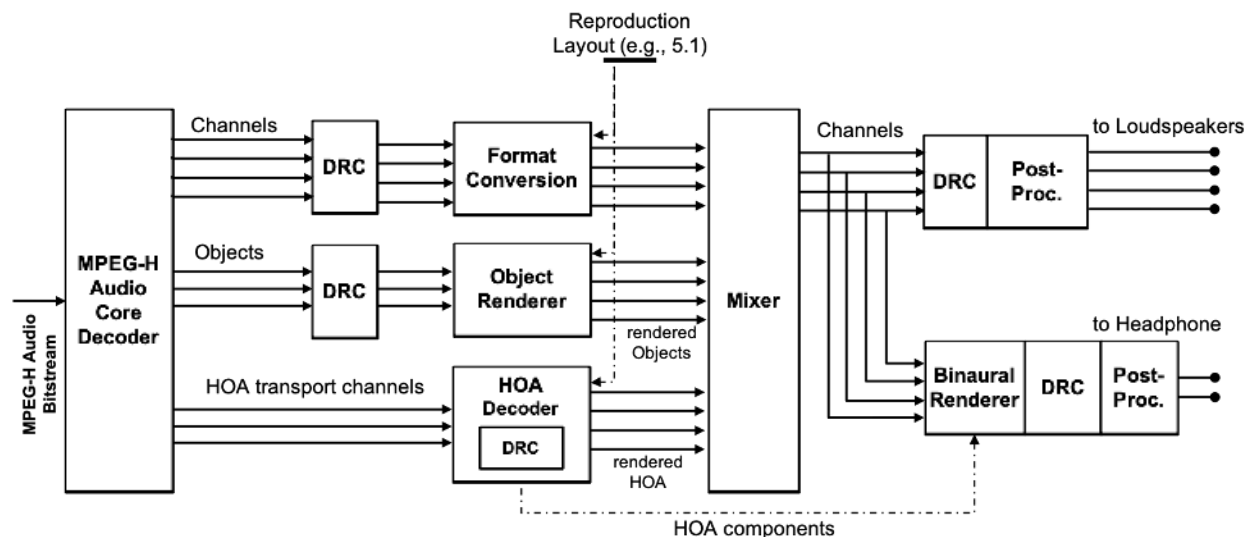 Reproduction
Layout (e.g., 5.1)
MPEG-H Audio
Bitstream
MPEG-H
Audio
Core
Decoder
Channels
DRC
Format
Conversion
Objects
DRC
Object
Renderer
rendered
Objects
HOA transport channels
HOA
Decoder
DRC
rendered
HOA
Mixer
Channels
DRC
Post-
Proc.
to Loudspeakers
to Headphone
Binaural
Renderer
DRC
Post-
Proc.
HOA components